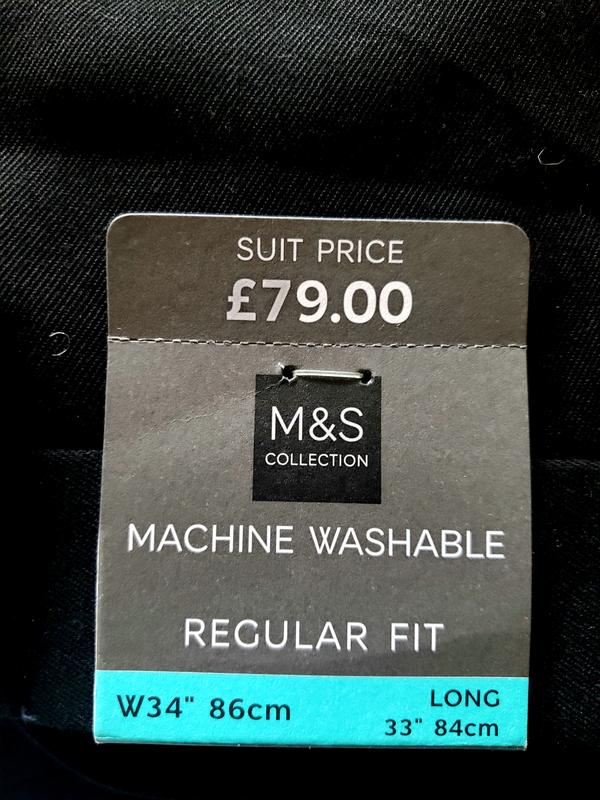 SUIT PRICE
£79.00
M&S
COLLECTION
MACHINE WASHABLE
REGULAR FIT
W34" 86cm
LONG
33" 84cm